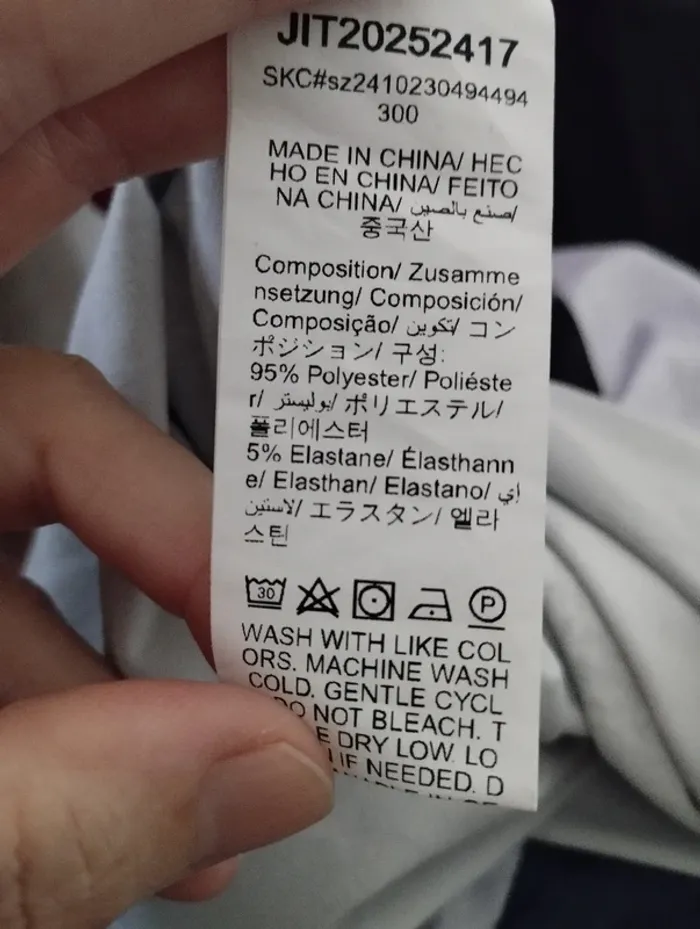 JIT20252417
SKC#sz2410230494494
300
MADE IN CHINA/ HEC
HO EN CHINA/ FEITO
NA CHINA/ صنع بالصين/
중국산
Composition/ Zusamme
nsetzung/ Composición/
Composição/ تكوين/ コン
ポジション/ 구성:
95% Polyester/ Poliéste
r/ بوليستر/ ポリエステル/
폴리에스터
5% Elastane/ Élasthann
e/ Elasthan/ Elastano/ إي
لاستين/ エラスタン/ 엘라
스틴
30
P
WASH WITH LIKE COL
ORS. MACHINE WASH
COLD. GENTLE CYCL
DO NOT BLEACH. T
E DRY LOW. LO
IF NEEDED. D